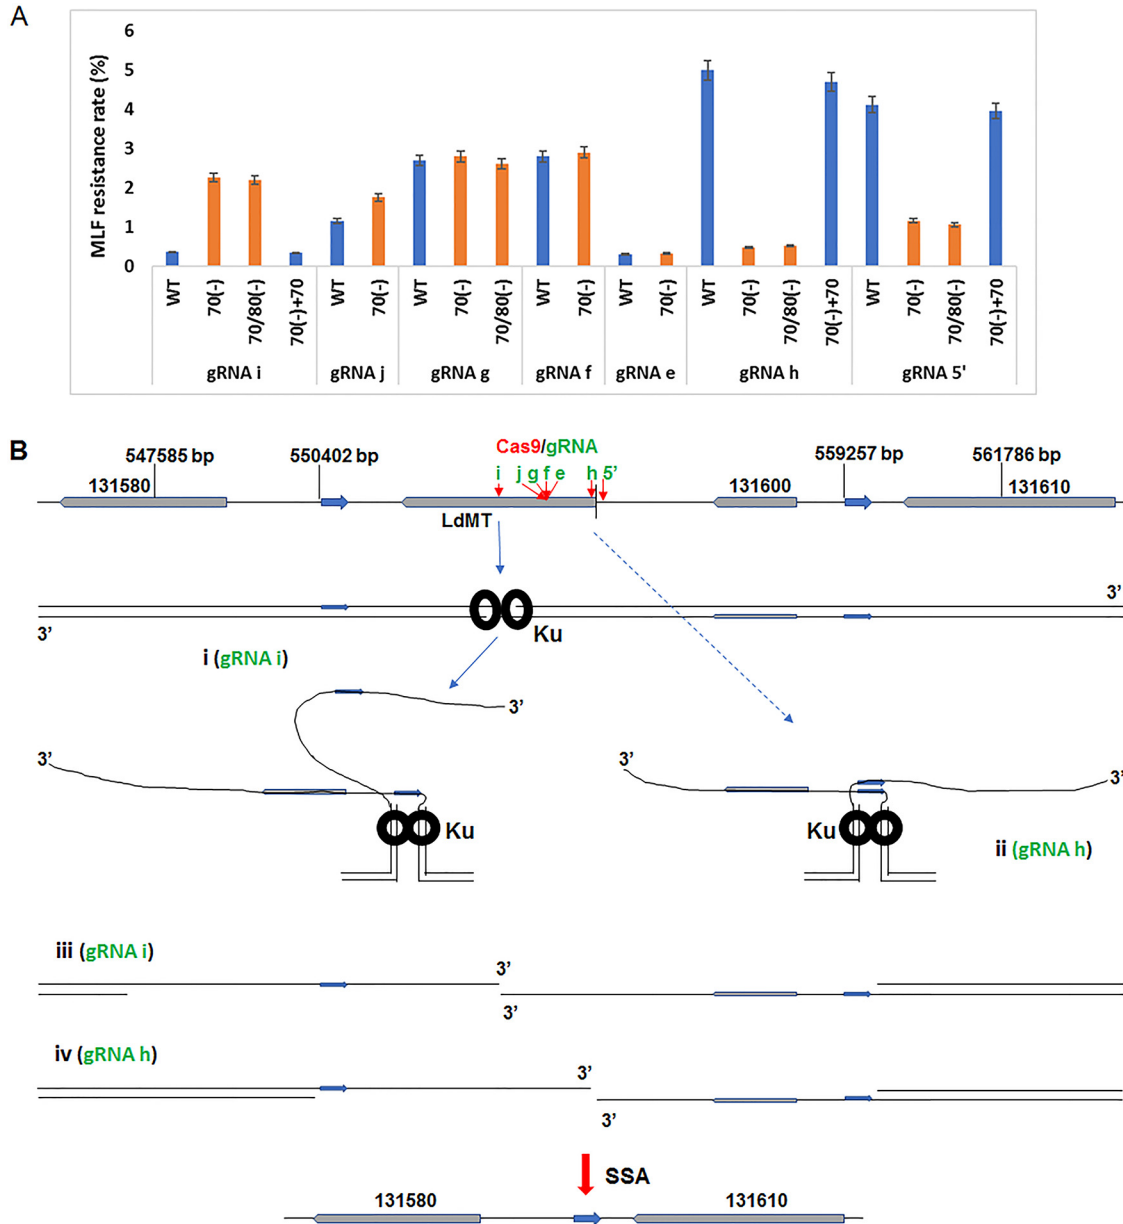 A
MLF resistance rate (%)
6
5
4
3
2
1
0
WT 70(-) 70/80(-) 70(-)+70 WT 70(-) WT 70(-) 70/80(-) WT 70(-) WT 70(-) WT 70(-) 70/80(-) 70(-)+70 WT 70(-) 70/80(-) 70(-)+70
gRNA i gRNA j gRNA g gRNA f gRNA e gRNA h gRNA 5'
B
Cas9/gRNA
547585 bp 550402 bp 559257 bp 561786 bp
i j g f e h 5'
131580 131600 131610
LdMT
3'
3'
Ku
i (gRNA i)
3'
3' 3' 3'
Ku Ku
ii (gRNA h)
iii (gRNA i)
3'
3'
iv (gRNA h)
3'
3'
SSA
131580 131610